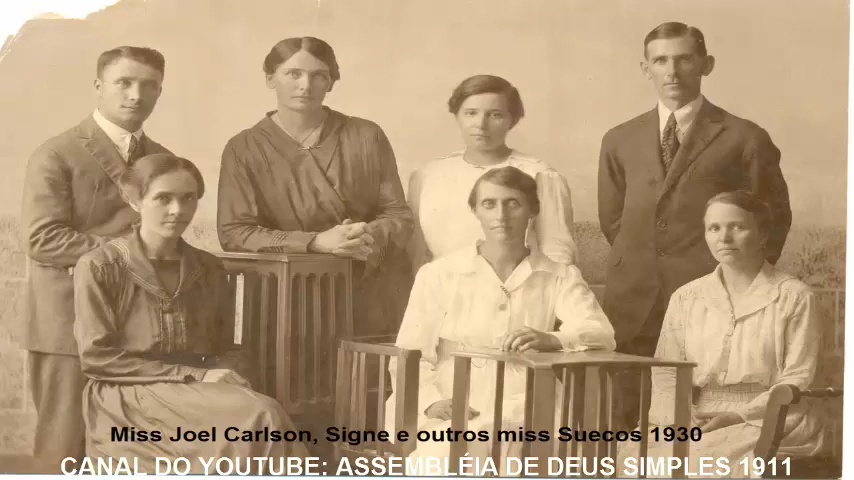 Miss Joel Carlson, Signe e outros miss Suecos 1930
CANAL DO YOUTUBE: ASSEMBLÉIA DE DEUS SIMPLES 1911